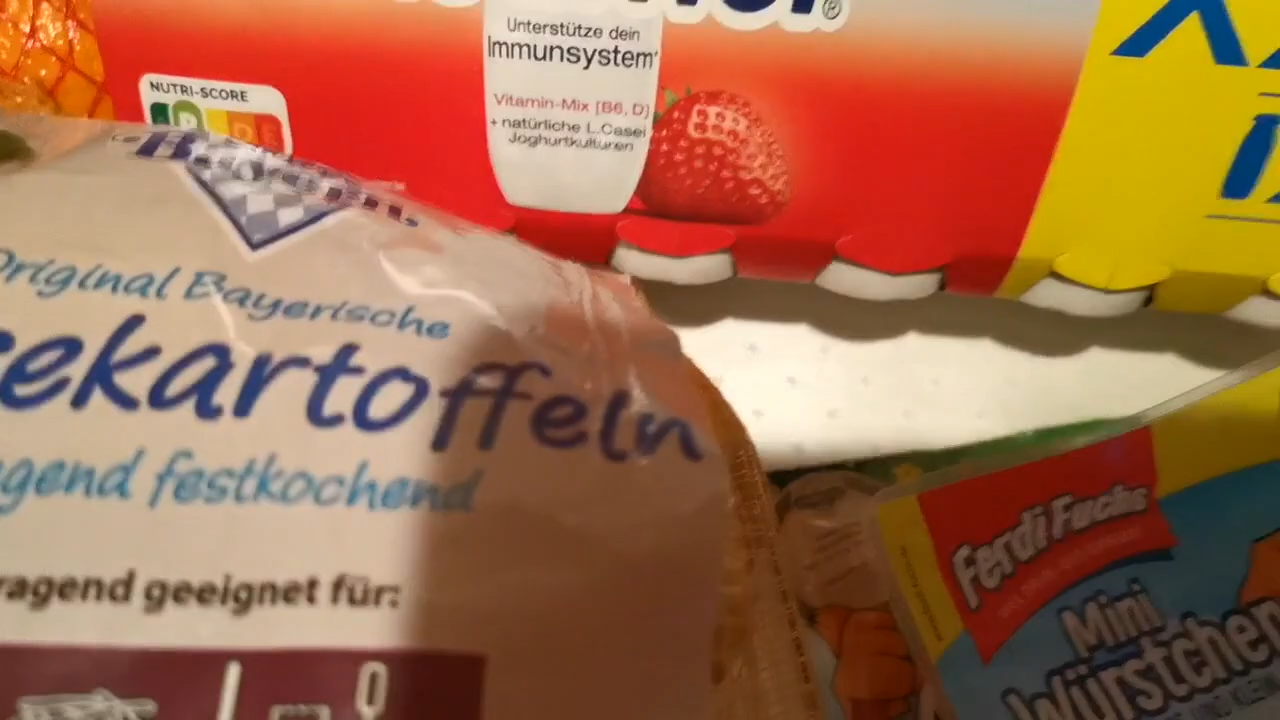 Unterstütze dein
Immunsystem*
Vitamin-Mix [B6, D]
+ natürliche L.Casei
Joghurtkulturen
NUTRI-SCORE
Original Bayerische
ekartoffeln
gend festkochend
ragend geeignet für:
Ferdi Fuchs
Mini
Würstchen